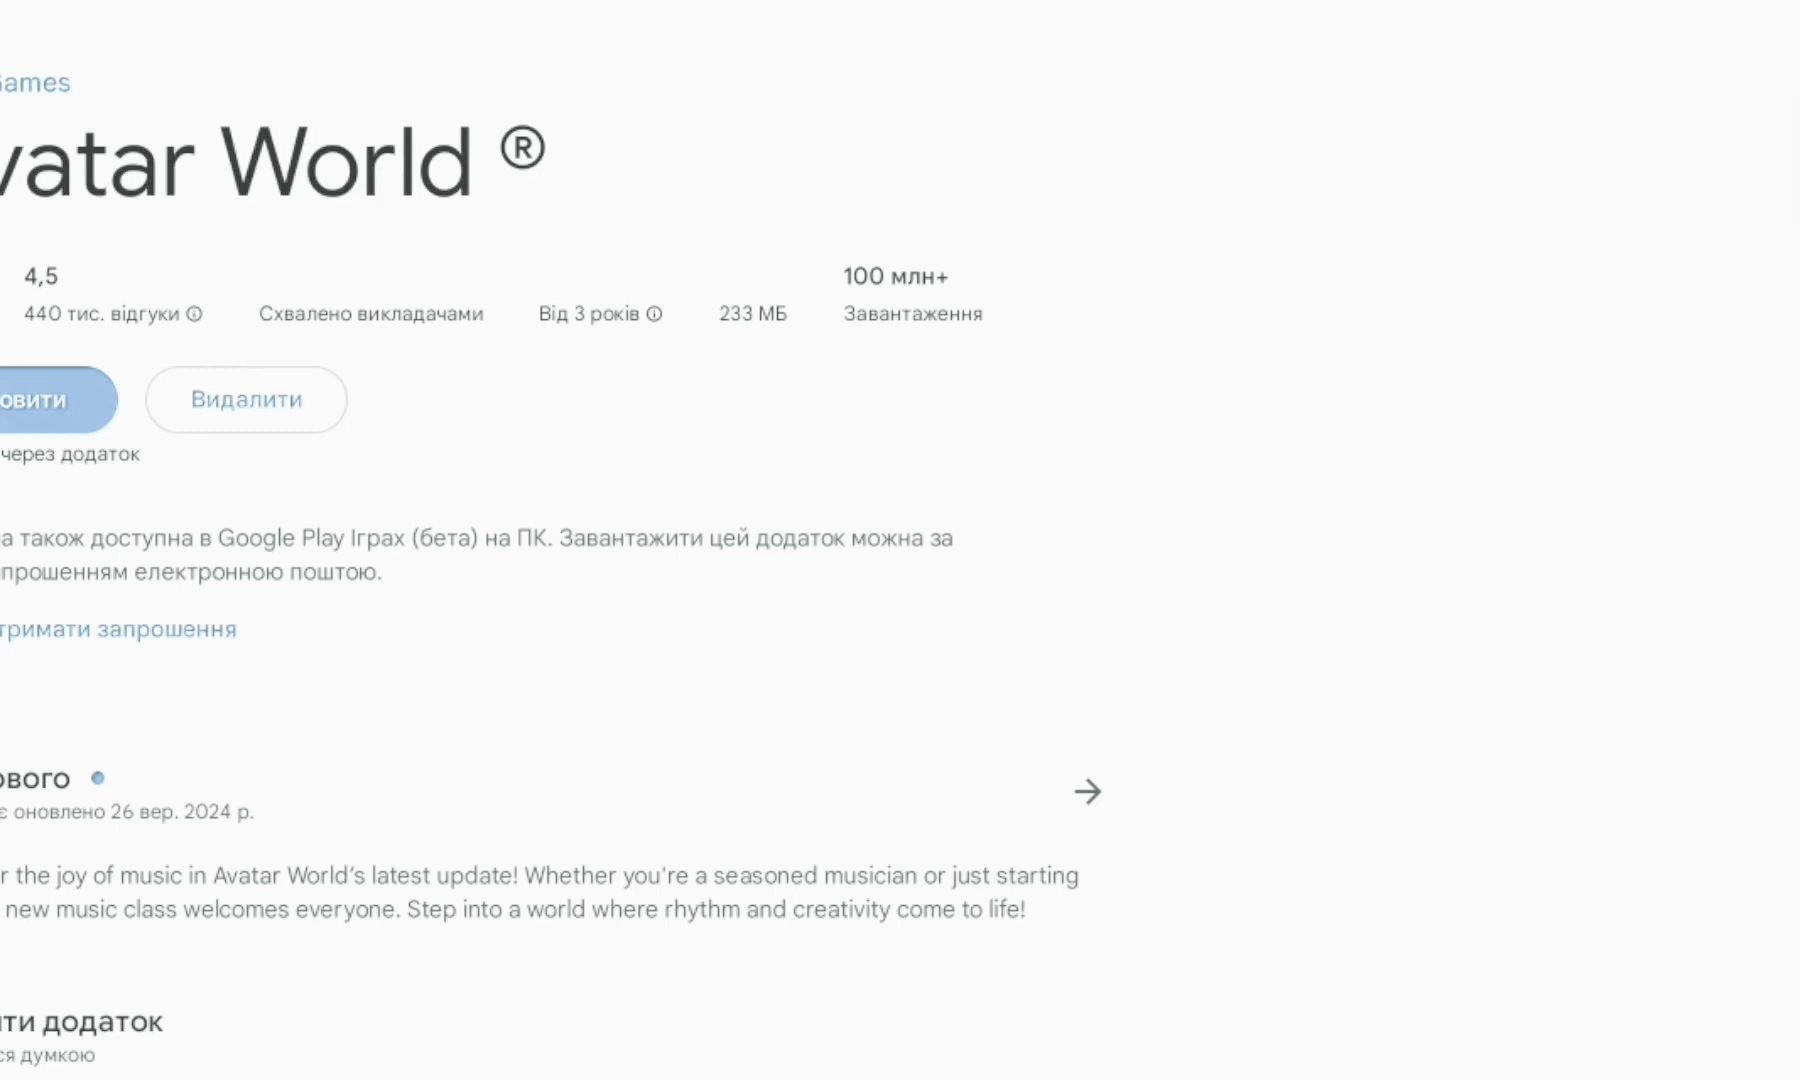 Games
vatar World ®
4,5
440 тис. відгуки
Схвалено викладачами
Від 3 років
233 МБ
100 млн+
Завантаження
овити
Видалити
через додаток
а також доступна в Google Play Іграх (бета) на ПК. Завантажити цей додаток можна за
прошенням електронною поштою.
тримати запрошення
ового
є оновлено 26 вер. 2024 р.
r the joy of music in Avatar World’s latest update! Whether you're a seasoned musician or just starting
new music class welcomes everyone. Step into a world where rhythm and creativity come to life!
ити додаток
ся думкою